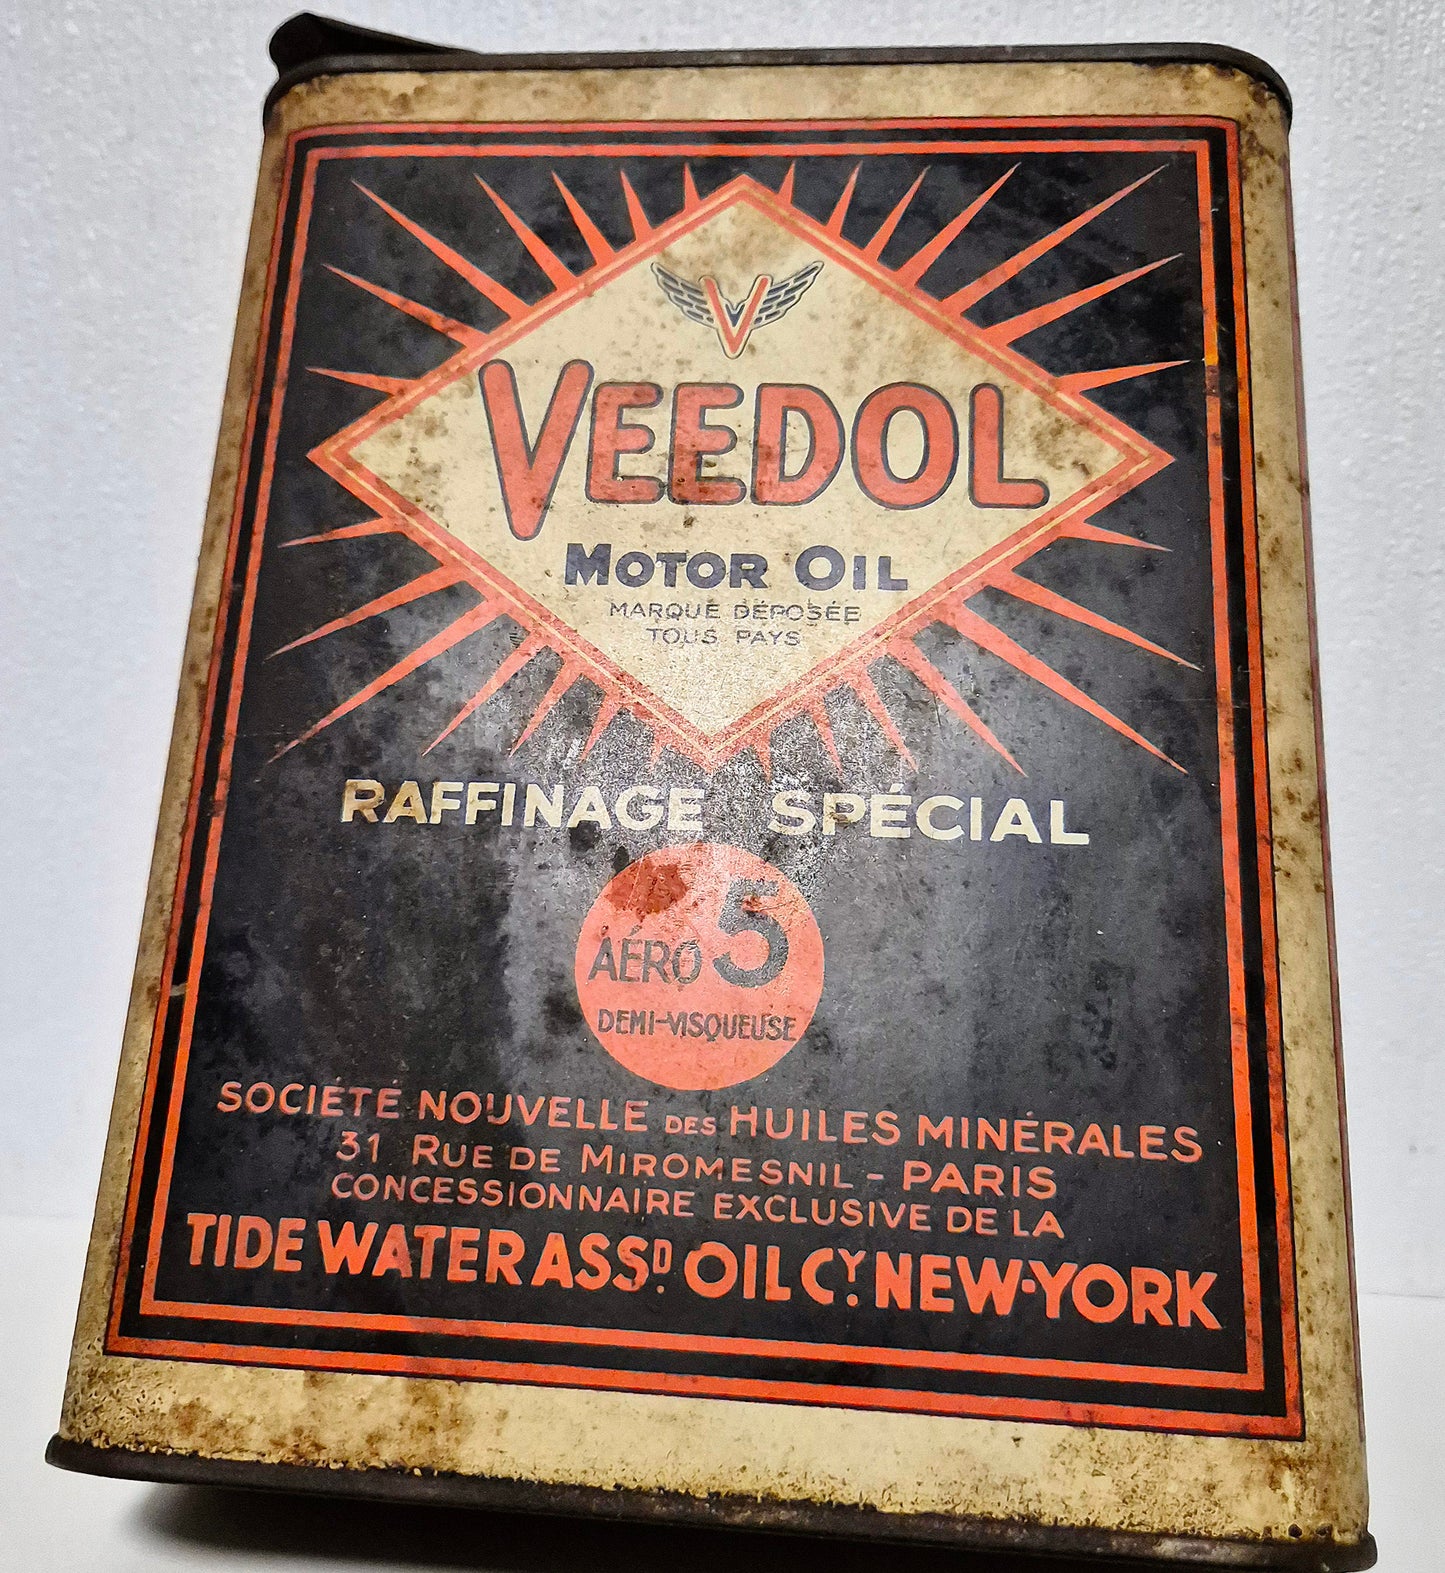 V
VEEDOL
MOTOR OIL
MARQUE DÉPOSÉE
TOUS PAYS
RAFFINAGE SPÉCIAL
AÉRO 5
DEMI-VISQUEUSE
SOCIÉTÉ NOUVELLE DES HUILES MINÉRALES
31 RUE DE MIROMESNIL - PARIS
CONCESSIONNAIRE EXCLUSIVE DE LA
TIDE WATER ASSD. OIL CY. NEW-YORK